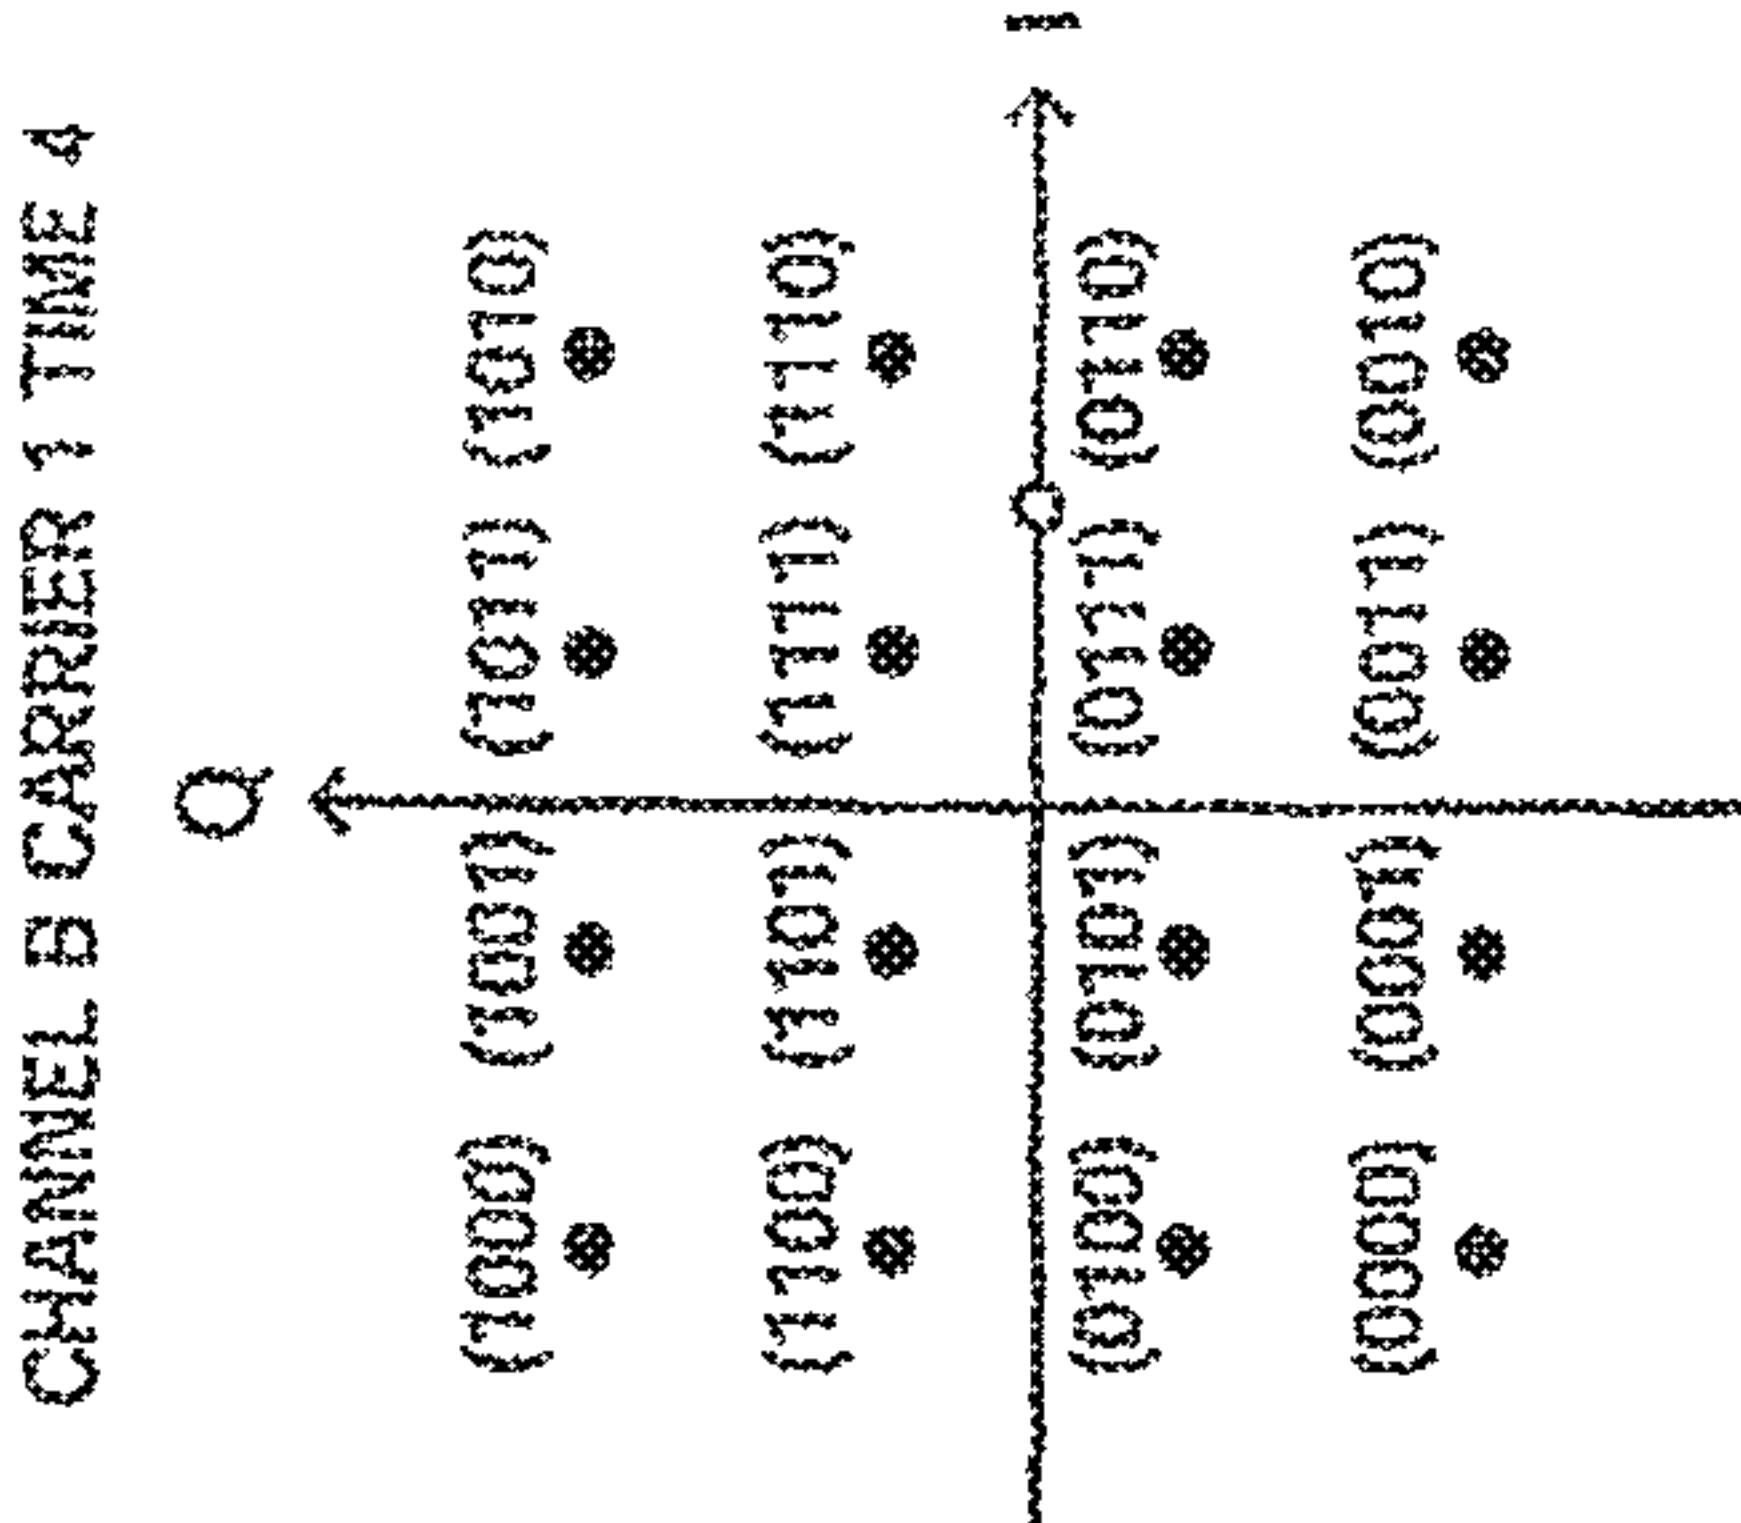 CHANNEL B CARRIER 1 TIME 4
Q
(1000) (1001) (1011) (1010)
(1100) (1101) (1111) (1110)
I
(0100) (0101) (0111) (0110)
(0000) (0001) (0011) (0010)